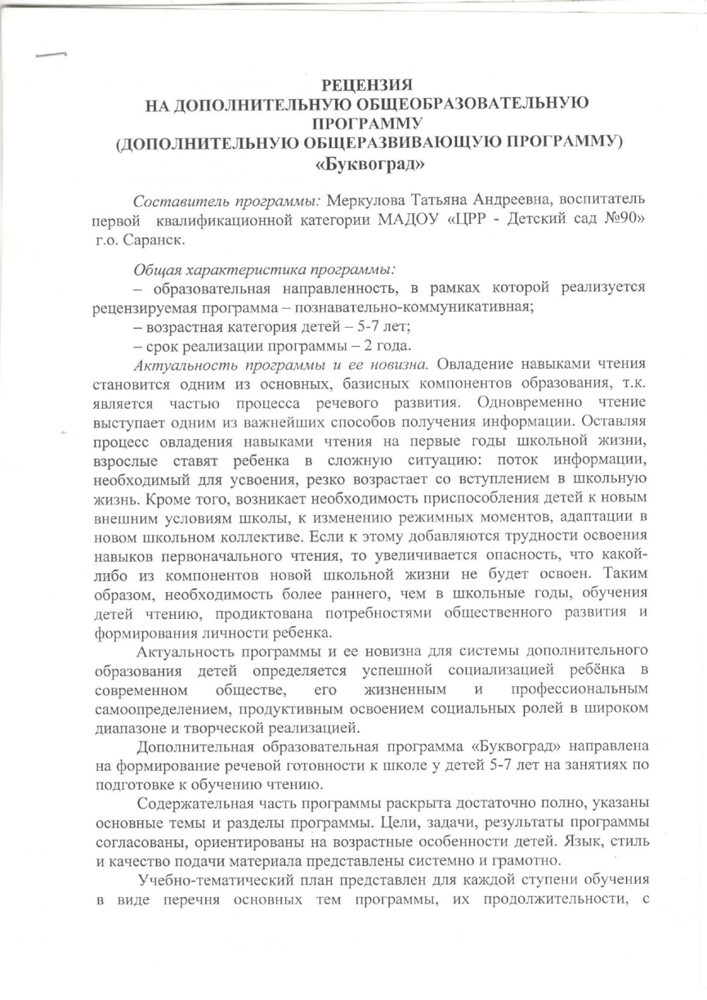 РЕЦЕНЗИЯ
НА ДОПОЛНИТЕЛЬНУЮ ОБЩЕОБРАЗОВАТЕЛЬНУЮ
ПРОГРАММУ
(ДОПОЛНИТЕЛЬНУЮ ОБЩЕРАЗВИВАЮЩУЮ ПРОГРАММУ)
«Буквоград»
Составитель программы: Меркулова Татьяна Андреевна, воспитатель
первой квалификационной категории МАДОУ «ЦРР - Детский сад №90»
г.о. Саранск.
Общая характеристика программы:
– образовательная направленность, в рамках которой реализуется
рецензируемая программа – познавательно-коммуникативная;
– возрастная категория детей – 5-7 лет;
– срок реализации программы – 2 года.
Актуальность программы и ее новизна. Овладение навыками чтения
становится одним из основных, базисных компонентов образования, т.к.
является частью процесса речевого развития. Одновременно чтение
выступает одним из важнейших способов получения информации. Оставляя
процесс овладения навыками чтения на первые годы школьной жизни,
взрослые ставят ребенка в сложную ситуацию: поток информации,
необходимый для усвоения, резко возрастает со вступлением в школьную
жизнь. Кроме того, возникает необходимость приспособления детей к новым
внешним условиям школы, к изменению режимных моментов, адаптации в
новом школьном коллективе. Если к этому добавляются трудности освоения
навыков первоначального чтения, то увеличивается опасность, что какой-
либо из компонентов новой школьной жизни не будет освоен. Таким
образом, необходимость более раннего, чем в школьные годы, обучения
детей чтению, продиктована потребностями общественного развития и
формирования личности ребенка.
Актуальность программы и ее новизна для системы дополнительного
образования детей определяется успешной социализацией ребёнка в
современном обществе, его жизненным и профессиональным
самоопределением, продуктивным освоением социальных ролей в широком
диапазоне и творческой реализацией.
Дополнительная образовательная программа «Буквоград» направлена
на формирование речевой готовности к школе у детей 5-7 лет на занятиях по
подготовке к обучению чтению.
Содержательная часть программы раскрыта достаточно полно, указаны
основные темы и разделы программы. Цели, задачи, результаты программы
согласованы, ориентированы на возрастные особенности детей. Язык, стиль
и качество подачи материала представлены системно и грамотно.
Учебно-тематический план представлен для каждой ступени обучения
в виде перечня основных тем программы, их продолжительности, с